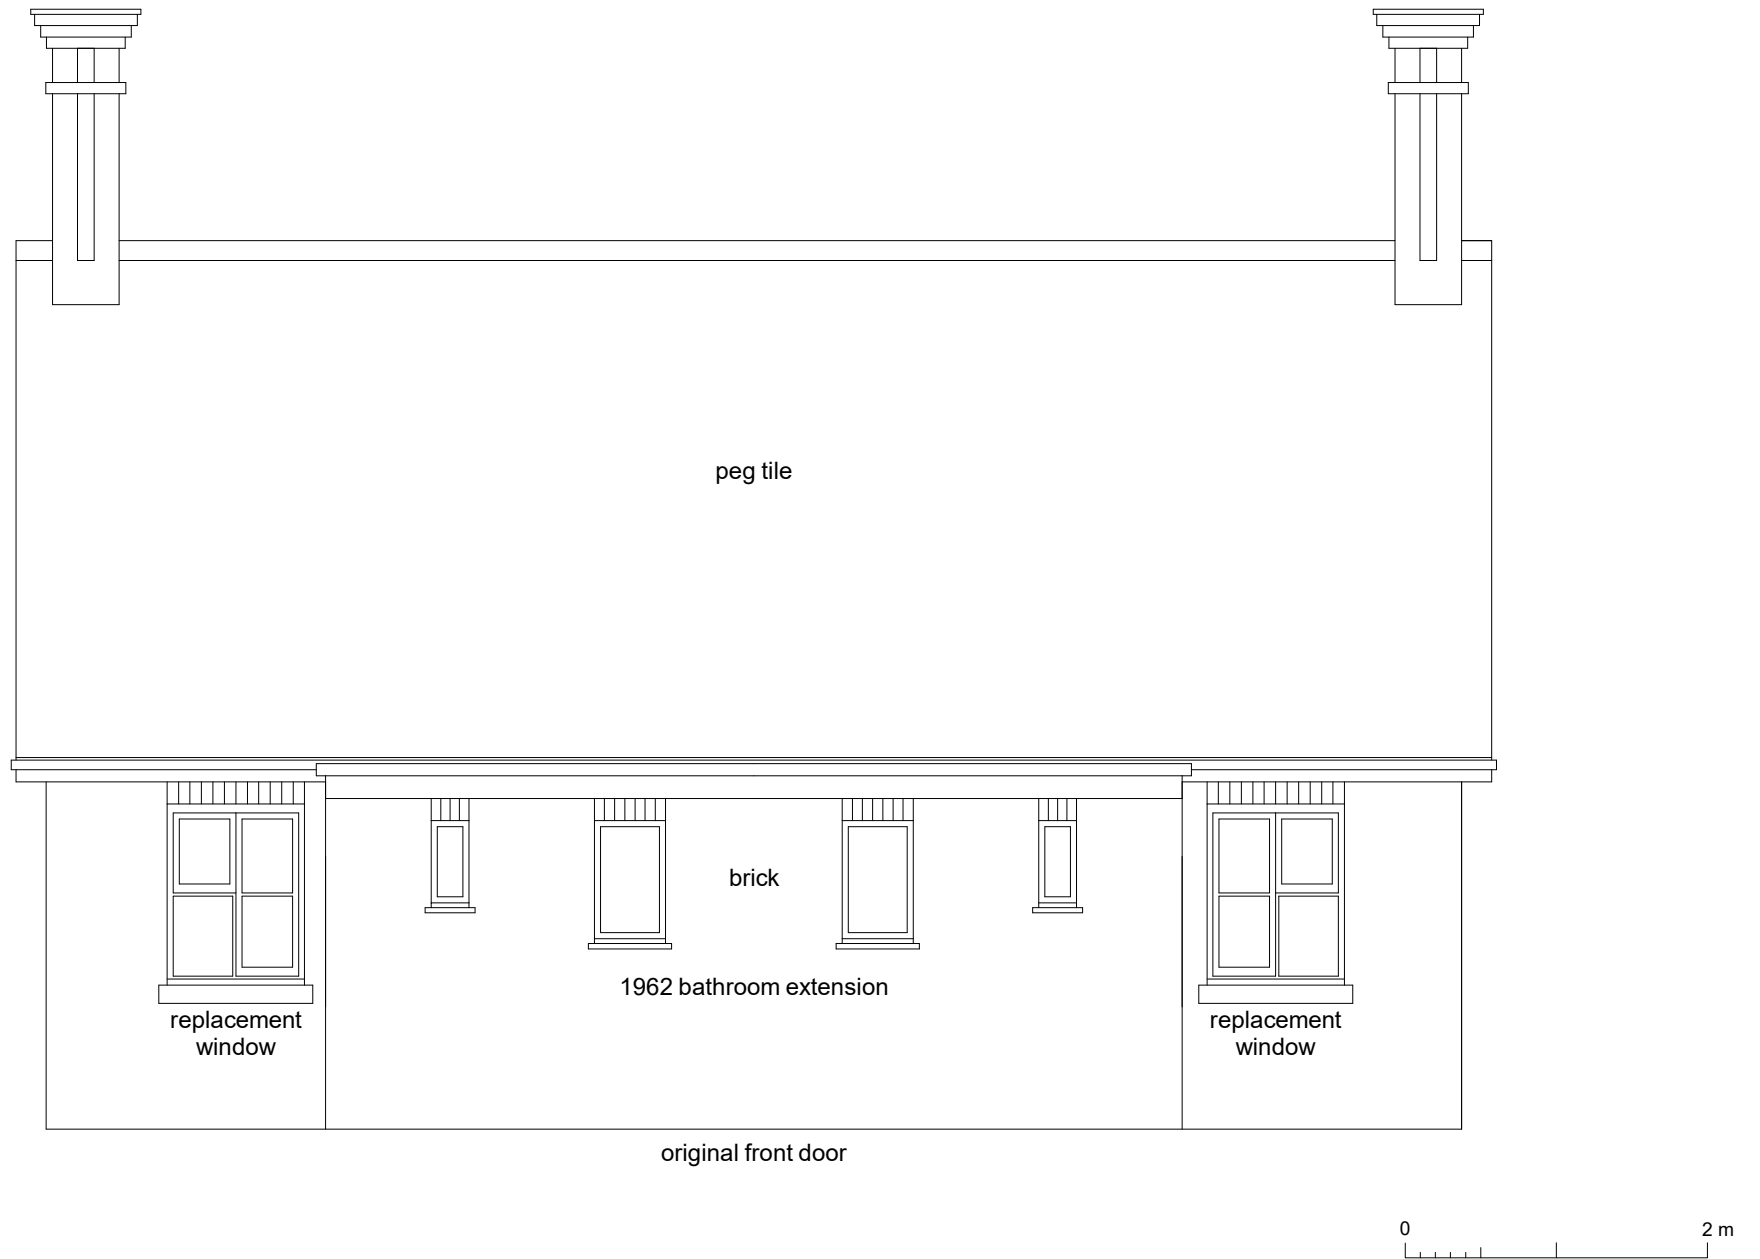 peg tile
brick
1962 bathroom extension
replacement
window
replacement
window
original front door
0
2 m